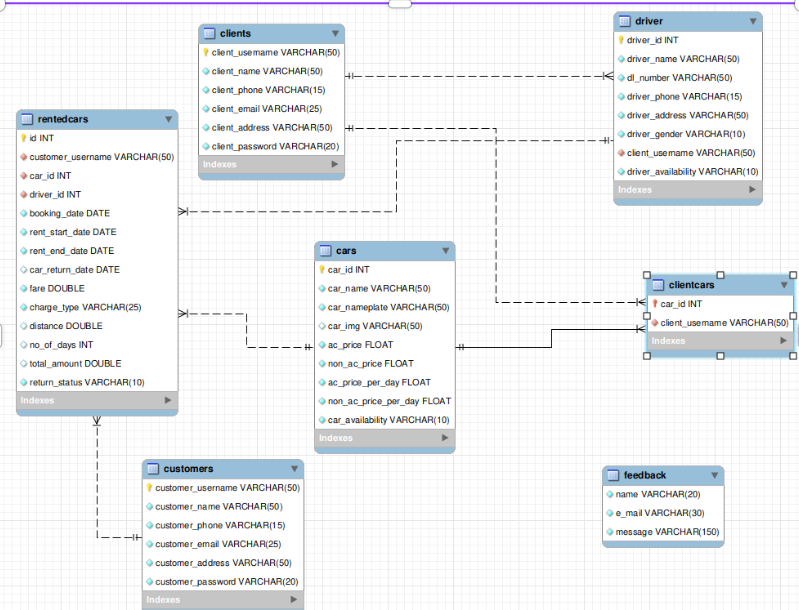 clients
client_username VARCHAR(50)
client_name VARCHAR(50)
client_phone VARCHAR(15)
client_email VARCHAR(25)
client_address VARCHAR(50)
client_password VARCHAR(20)
Indexes
driver
driver_id INT
driver_name VARCHAR(50)
dl_number VARCHAR(50)
driver_phone VARCHAR(15)
driver_address VARCHAR(50)
driver_gender VARCHAR(10)
client_username VARCHAR(50)
driver_availability VARCHAR(10)
Indexes
rentedcars
id INT
customer_username VARCHAR(50)
car_id INT
driver_id INT
booking_date DATE
rent_start_date DATE
rent_end_date DATE
car_return_date DATE
fare DOUBLE
charge_type VARCHAR(25)
distance DOUBLE
no_of_days INT
total_amount DOUBLE
return_status VARCHAR(10)
Indexes
cars
car_id INT
car_name VARCHAR(50)
car_nameplate VARCHAR(50)
car_img VARCHAR(50)
ac_price FLOAT
non_ac_price FLOAT
ac_price_per_day FLOAT
non_ac_price_per_day FLOAT
car_availability VARCHAR(10)
Indexes
clientcars
car_id INT
client_username VARCHAR(50)
Indexes
customers
customer_username VARCHAR(50)
customer_name VARCHAR(50)
customer_phone VARCHAR(15)
customer_email VARCHAR(25)
customer_address VARCHAR(50)
customer_password VARCHAR(20)
Indexes
feedback
name VARCHAR(20)
e_mail VARCHAR(30)
message VARCHAR(150)